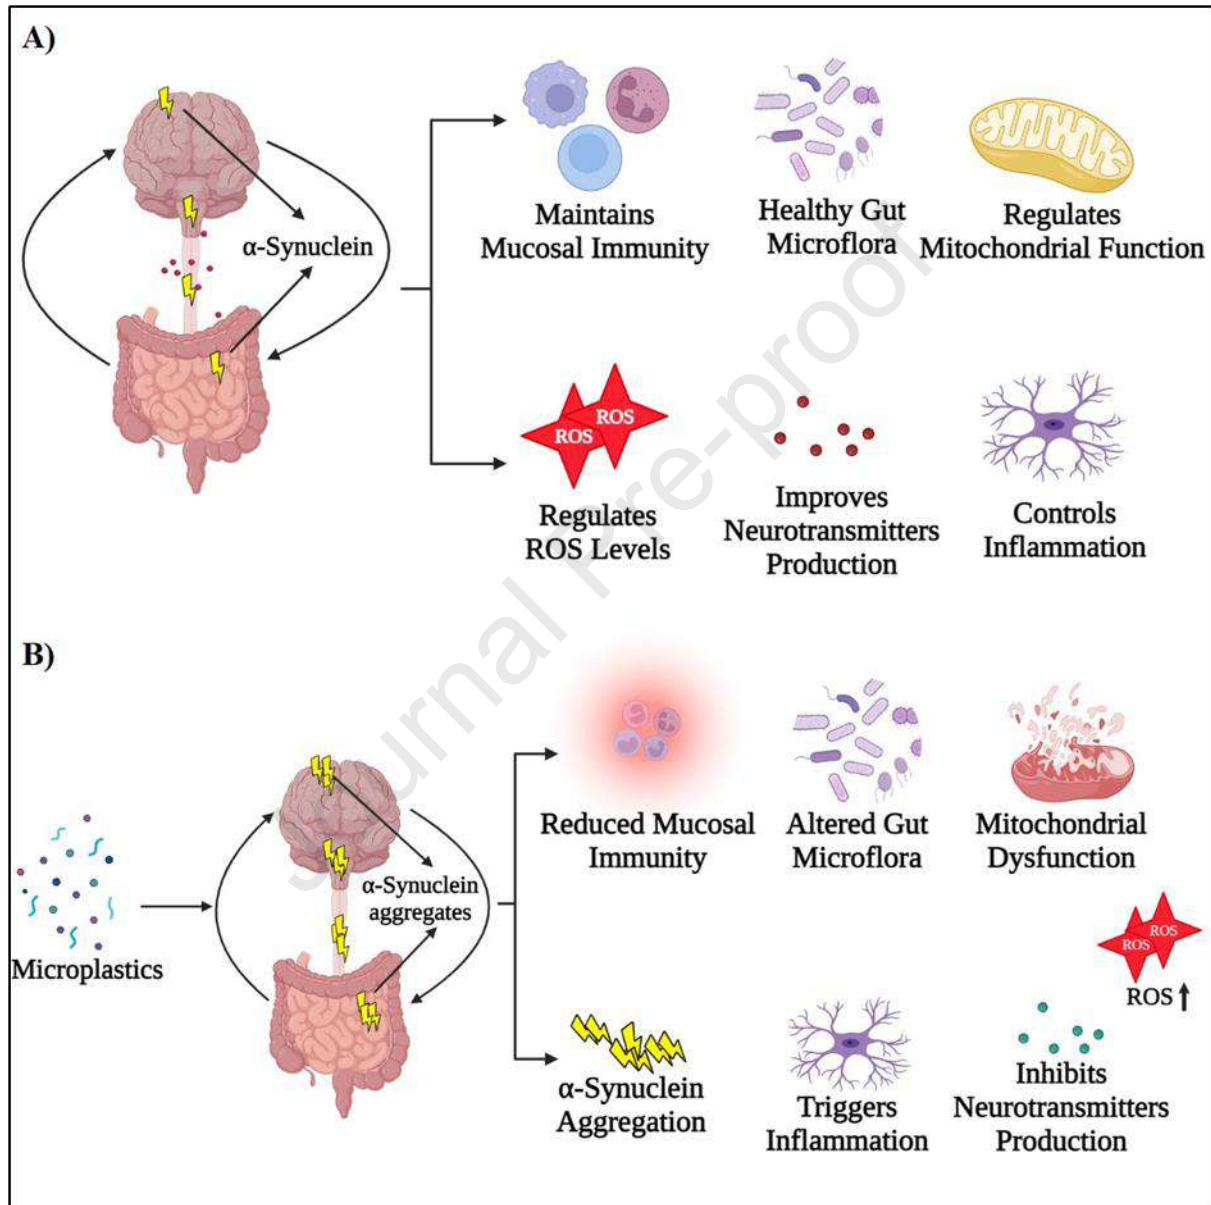 A)
α-Synuclein
Maintains
Mucosal Immunity
Healthy Gut
Microflora
Regulates
Mitochondrial Function
ROS
ROS
Regulates
ROS Levels
Improves
Neurotransmitters
Production
Controls
Inflammation
Journal Pre-proof
B)
Microplastics
α-Synuclein
aggregates
Reduced Mucosal
Immunity
Altered Gut
Microflora
Mitochondrial
Dysfunction
ROS
ROS
ROS
α-Synuclein
Aggregation
Triggers
Inflammation
Inhibits
Neurotransmitters
Production